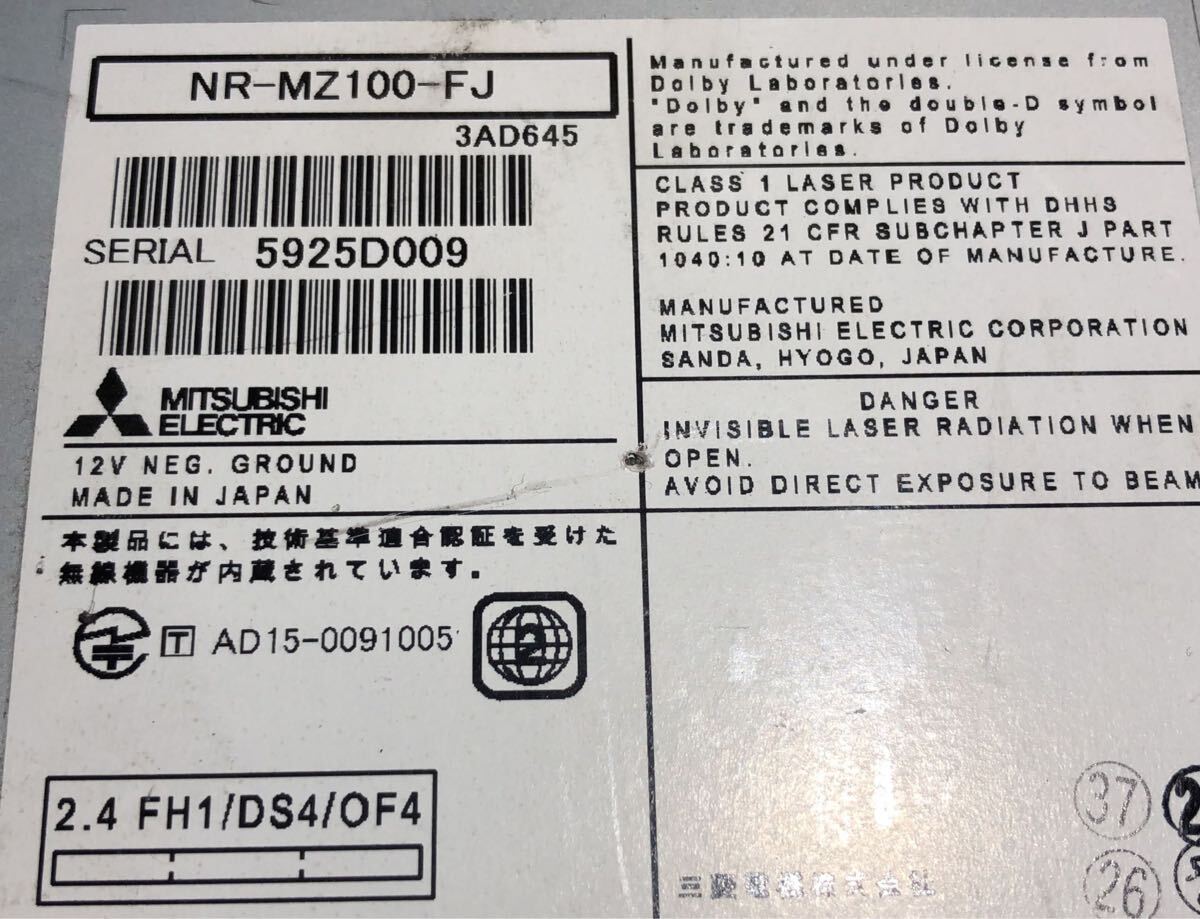 NR-MZ100-FJ
3AD645
SERIAL 5925D009
MITSUBISHI
ELECTRIC
12V NEG. GROUND
MADE IN JAPAN
本製品には、技術基準適合認証を受けた
無線機器が内蔵されています。
T AD15-0091005
2
2.4 FH1/DS4/OF4
Manufactured under license from
Dolby Laboratories.
"Dolby" and the double-D symbol
are trademarks of Dolby
Laboratories.
CLASS 1 LASER PRODUCT
PRODUCT COMPLIES WITH DHHS
RULES 21 CFR SUBCHAPTER J PART
1040:10 AT DATE OF MANUFACTURE.
MANUFACTURED
MITSUBISHI ELECTRIC CORPORATION
SANDA, HYOGO, JAPAN
DANGER
INVISIBLE LASER RADIATION WHEN
OPEN.
AVOID DIRECT EXPOSURE TO BEAM
37
26
三菱電機株式会社